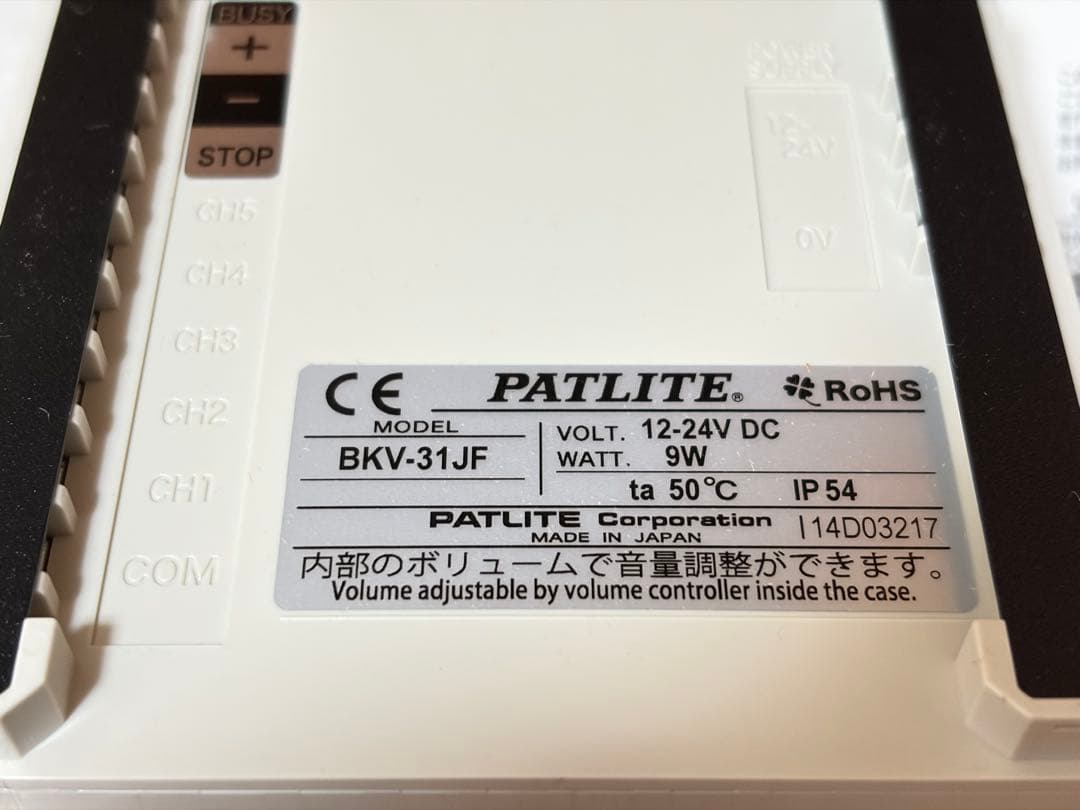 BUSY
+
-
STOP
CH5
CH4
CH3
CH2
CH1
COM
POWER
SUPPLY
12-
24V
0V
CE PATLITE® RoHS
MODEL
BKV-31JF
VOLT. 12-24V DC
WATT. 9W
ta 50°C IP54
PATLITE Corporation
MADE IN JAPAN
14D03217
内部のボリュームで音量調整ができます。
Volume adjustable by volume controller inside the case.